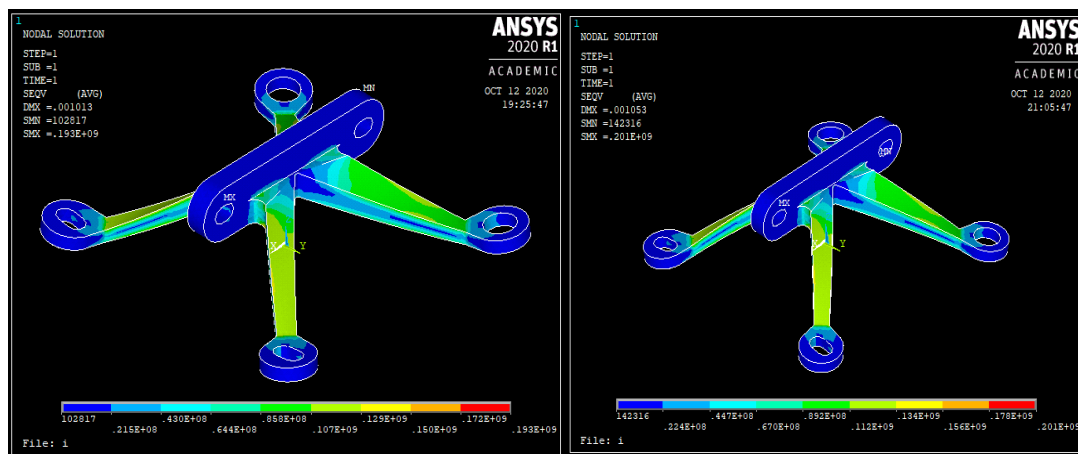 1
NODAL SOLUTION
STEP=1
SUB =1
TIME=1
SEQV (AVG)
DMX =.001013
SMN =102817
SMX =.193E+09
ANSYS
2020 R1
ACADEMIC
OCT 12 2020
19:25:47
MN
MX
X
Y
102817 .430E+08 .858E+08 .129E+09 .172E+09
.215E+08 .644E+08 .107E+09 .150E+09 .193E+09
File: i
1
NODAL SOLUTION
STEP=1
SUB =1
TIME=1
SEQV (AVG)
DMX =.001053
SMN =142316
SMX =.201E+09
ANSYS
2020 R1
ACADEMIC
OCT 12 2020
21:05:47
MN
MX
X
Y
142316 .447E+08 .892E+08 .134E+09 .178E+09
.224E+08 .670E+08 .112E+09 .156E+09 .201E+09
File: i